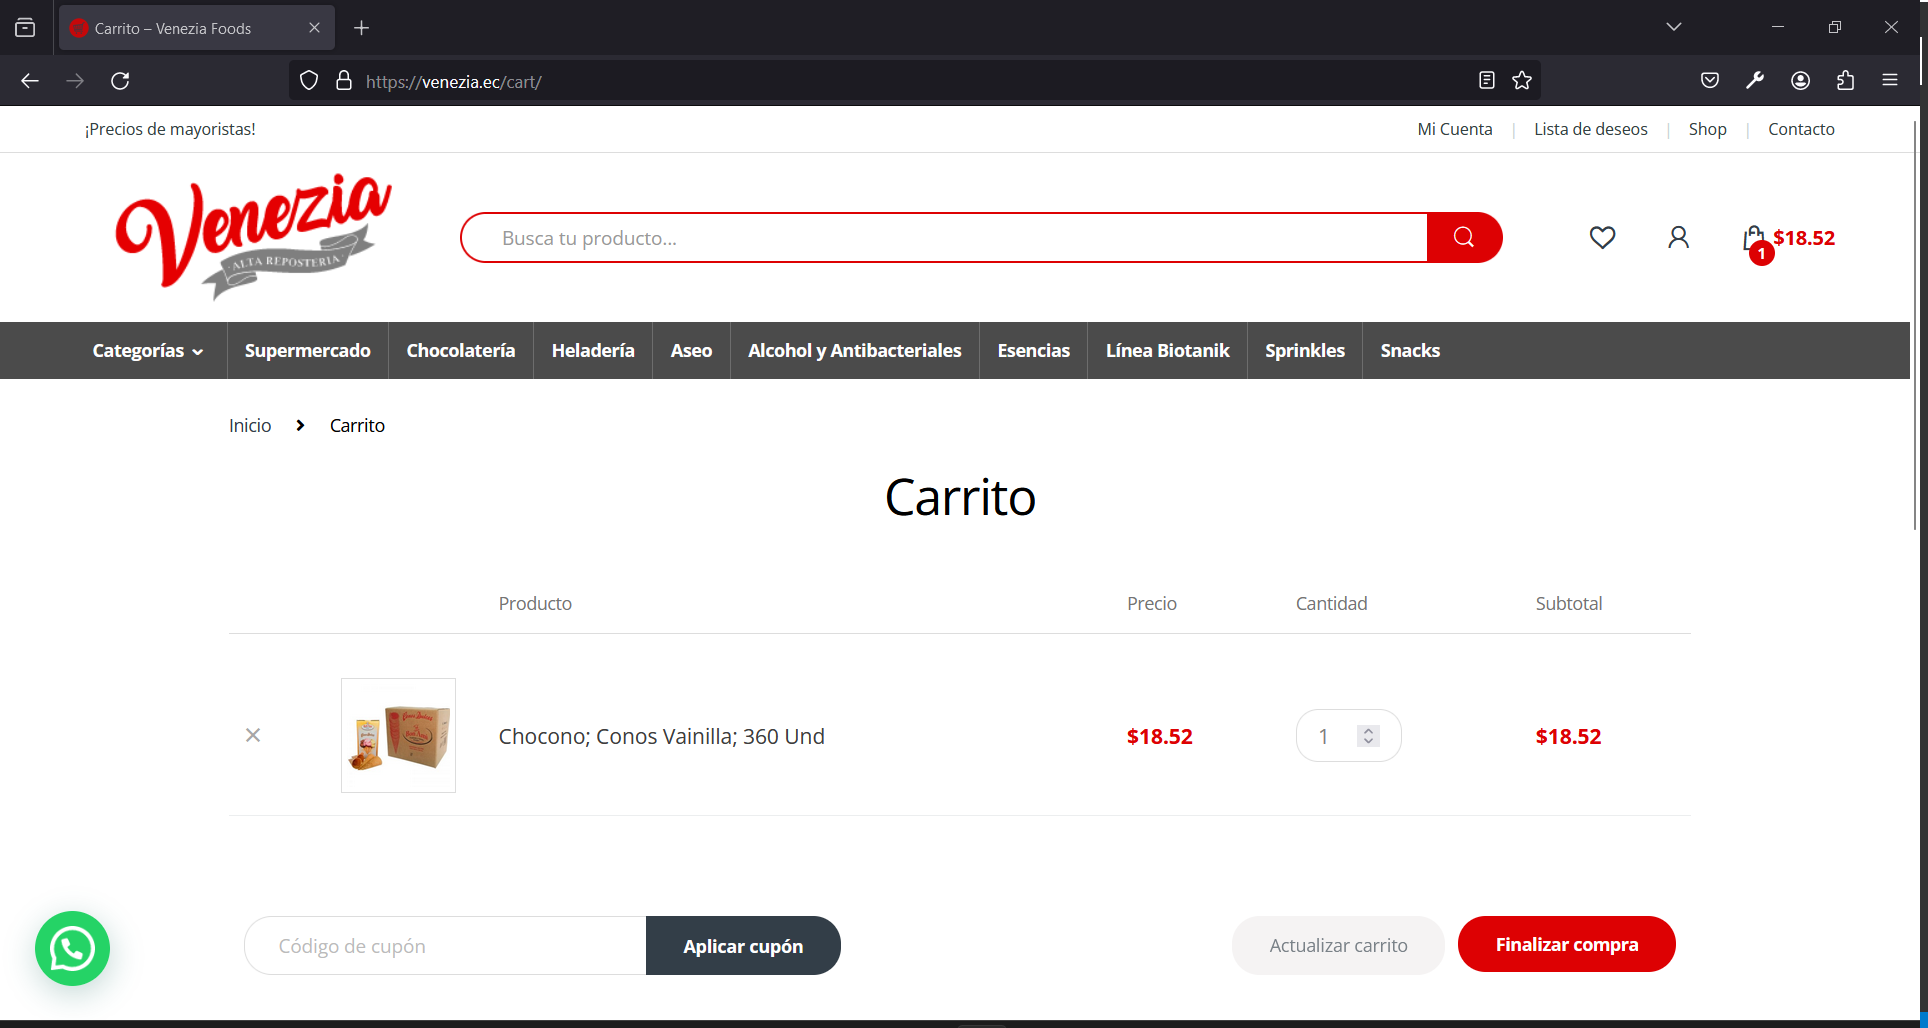 Carrito – Venezia Foods
https://venezia.ec/cart/
¡Precios de mayoristas!
Mi Cuenta
Lista de deseos
Shop
Contacto
Venezia
ALTA REPOSTERIA
Busca tu producto...
1
$18.52
Categorías
Supermercado
Chocolatería
Heladería
Aseo
Alcohol y Antibacteriales
Esencias
Línea Biotanik
Sprinkles
Snacks
Inicio
Carrito
Carrito
Producto
Precio
Cantidad
Subtotal
Chocono; Conos Vainilla; 360 Und
$18.52
1
$18.52
Código de cupón
Aplicar cupón
Actualizar carrito
Finalizar compra